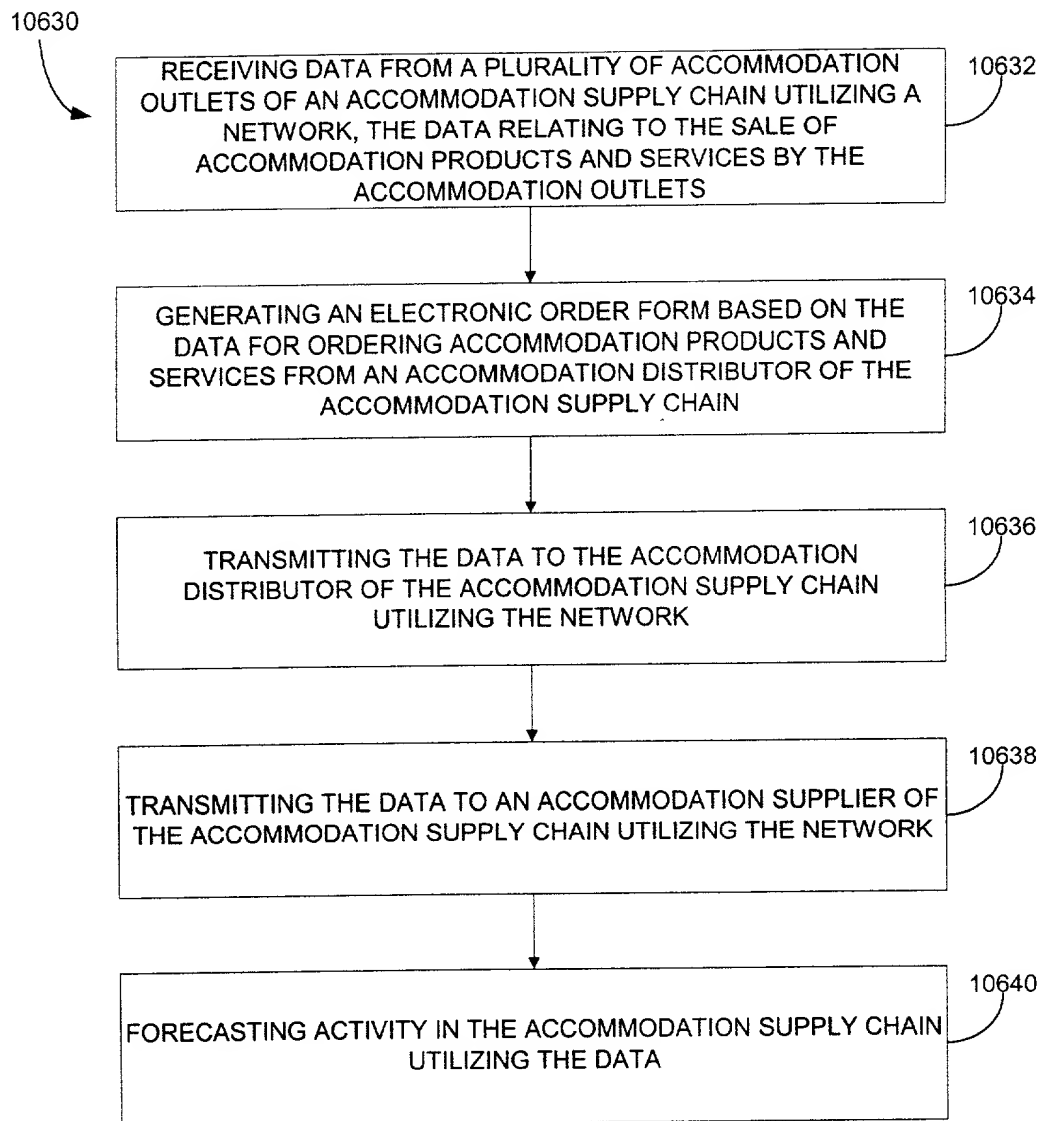 10630
RECEIVING DATA FROM A PLURALITY OF ACCOMMODATION
OUTLETS OF AN ACCOMMODATION SUPPLY CHAIN UTILIZING A
NETWORK, THE DATA RELATING TO THE SALE OF
ACCOMMODATION PRODUCTS AND SERVICES BY THE
ACCOMMODATION OUTLETS
10632
GENERATING AN ELECTRONIC ORDER FORM BASED ON THE
DATA FOR ORDERING ACCOMMODATION PRODUCTS AND
SERVICES FROM AN ACCOMMODATION DISTRIBUTOR OF THE
ACCOMMODATION SUPPLY CHAIN
10634
TRANSMITTING THE DATA TO THE ACCOMMODATION
DISTRIBUTOR OF THE ACCOMMODATION SUPPLY CHAIN
UTILIZING THE NETWORK
10636
TRANSMITTING THE DATA TO AN ACCOMMODATION SUPPLIER OF
THE ACCOMMODATION SUPPLY CHAIN UTILIZING THE NETWORK
10638
FORECASTING ACTIVITY IN THE ACCOMMODATION SUPPLY CHAIN
UTILIZING THE DATA
10640